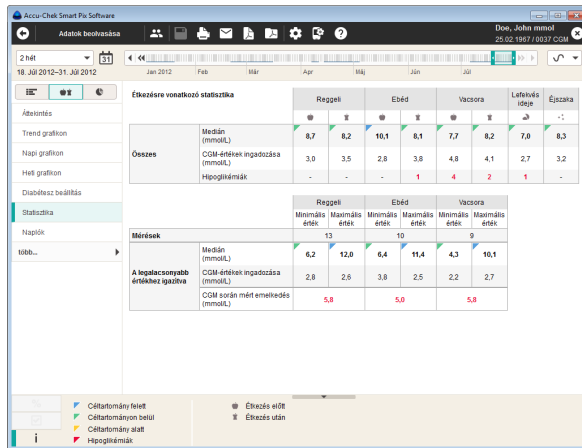 Accu-Chek Smart Pix Software
Adatok beolvasása
Doe, John mmol
25.02.1967 / 0037 CGM
2 hét
31
18. Júl 2012–31. Júl 2012
Jan 2012 Feb Már Apr Máj Jún Júl
Áttekintés
Trend grafikon
Napi grafikon
Heti grafikon
Diabétesz beállítás
Statisztika
Naplók
több...
Étkezésre vonatkozó statisztika
Reggeli Ebéd Vacsora Lefekvés ideje Éjszaka
Összes
Medián (mmol/L) 8,7 8,2 10,1 8,1 7,7 8,2 7,0 8,3
CGM-értékek ingadozása (mmol/L) 3,0 3,5 2,8 3,8 4,8 4,1 2,7 3,2
Hipoglikémiák - - - 1 4 2 1 -
Reggeli Ebéd Vacsora
Minimális érték Maximális érték Minimális érték Maximális érték Minimális érték Maximális érték
Mérések 13 10 9
A legalacsonyabb értékhez igazítva
Medián (mmol/L) 6,2 12,0 6,4 11,4 4,3 10,1
CGM-értékek ingadozása (mmol/L) 2,8 2,6 3,8 2,5 2,2 2,7
CGM során mért emelkedés (mmol/L) 5,8 5,0 5,8
Céltartomány felett
Céltartományon belül
Céltartomány alatt
Hipoglikémiák
Étkezés előtt
Étkezés után
i